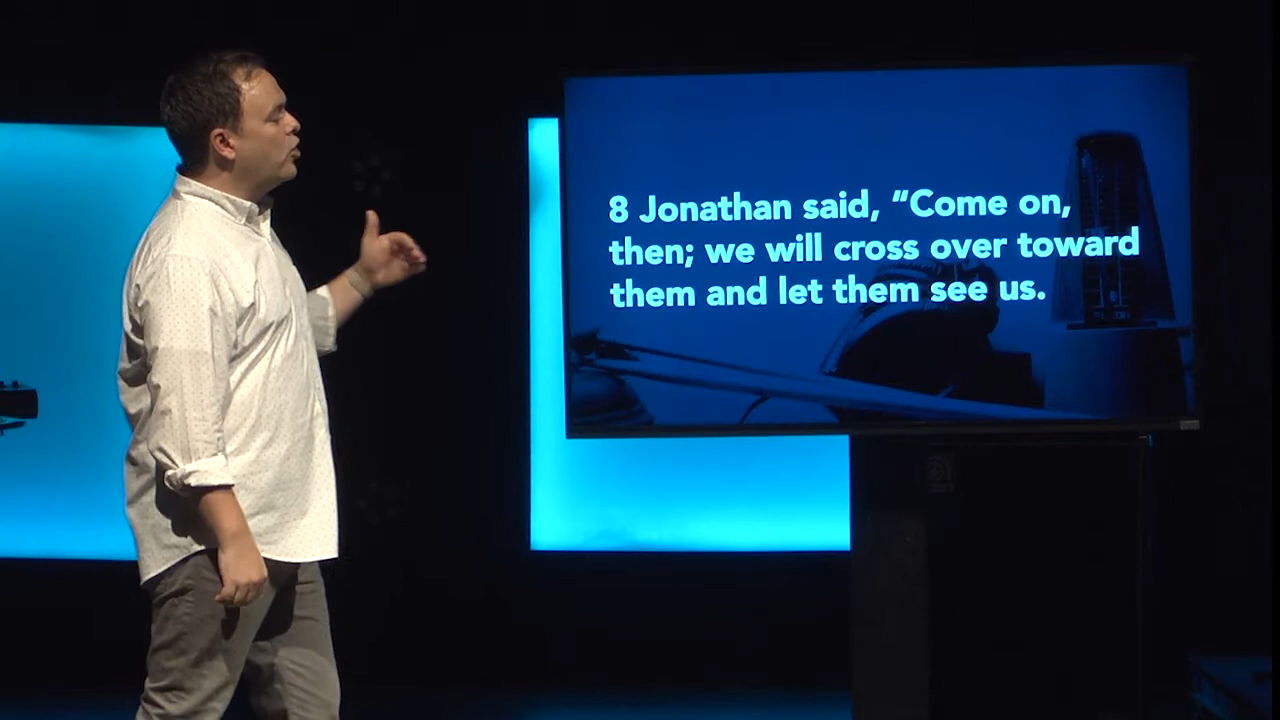 8 Jonathan said, “Come on,
then; we will cross over toward
them and let them see us.